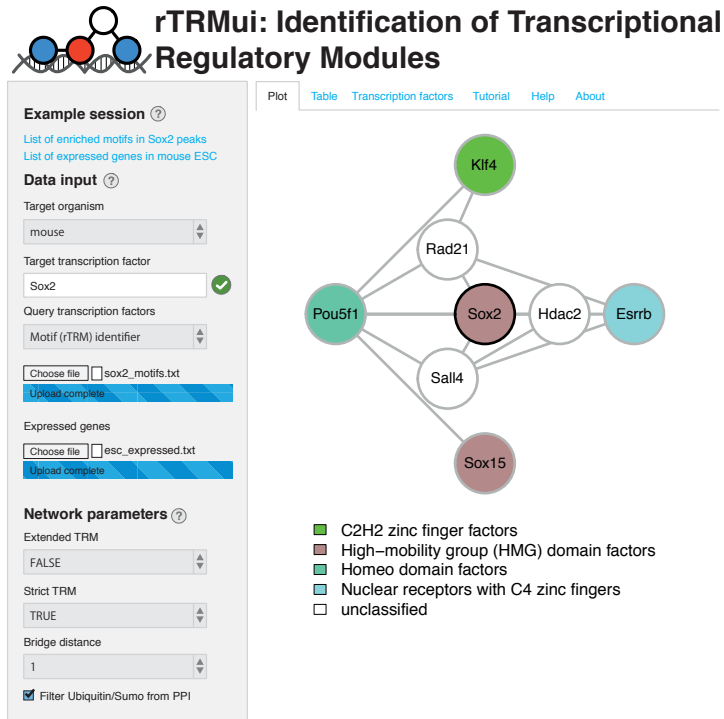 rTRMui: Identification of Transcriptional
Regulatory Modules
Example session ?
List of enriched motifs in Sox2 peaks
List of expressed genes in mouse ESC
Data input ?
Target organism
mouse
Target transcription factor
Sox2
Query transcription factors
Motif (rTRM) identifier
Choose file sox2_motifs.txt
Upload complete
Expressed genes
Choose file esc_expressed.txt
Upload complete
Network parameters ?
Extended TRM
FALSE
Strict TRM
TRUE
Bridge distance
1
Filter Ubiquitin/Sumo from PPI
Plot Table Transcription factors Tutorial Help About
Klf4
Rad21
Pou5f1 Sox2 Hdac2 Esrrb
Sall4
Sox15
C2H2 zinc finger factors
High−mobility group (HMG) domain factors
Homeo domain factors
Nuclear receptors with C4 zinc fingers
unclassified